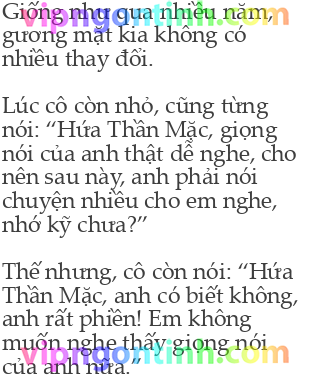 Giống như qua nhiều năm,
gương mặt kia không có
nhiều thay đổi.
Lúc cô còn nhỏ, cũng từng
nói: “Hứa Thần Mặc, giọng
nói của anh thật dễ nghe, cho
nên sau này, anh phải nói
chuyện nhiều cho em nghe,
nhớ kỹ chưa?”
Thế nhưng, cô còn nói: “Hứa
Thần Mặc, anh có biết không,
anh rất phiền! Em không
muốn nghe thấy giọng nói
của anh nữa.”
vipngontinh.com
vipngontinh.com